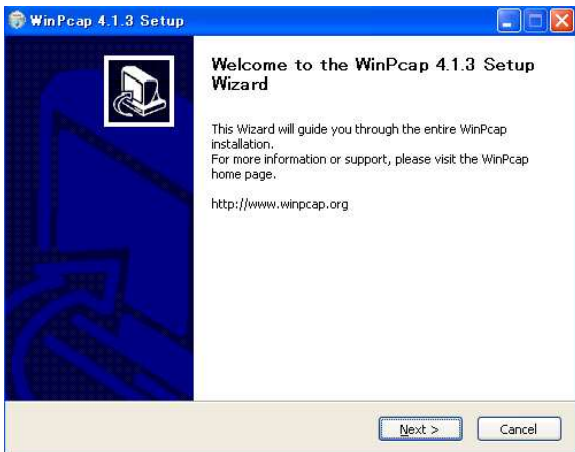 WinPcap 4.1.3 Setup
Welcome to the WinPcap 4.1.3 Setup
Wizard
This Wizard will guide you through the entire WinPcap
installation.
For more information or support, please visit the WinPcap
home page.
http://www.winpcap.org
Next >
Cancel